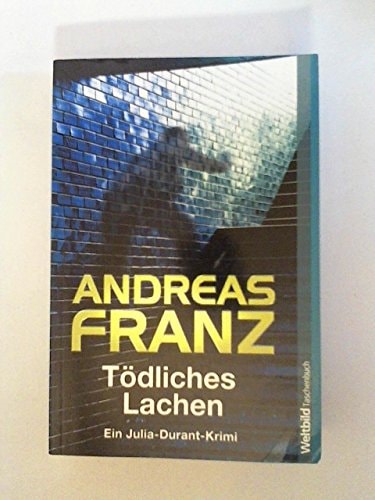 ANDREAS
FRANZ
Tödliches
Lachen
Ein Julia-Durant-Krimi
Weltbild Taschenbuch